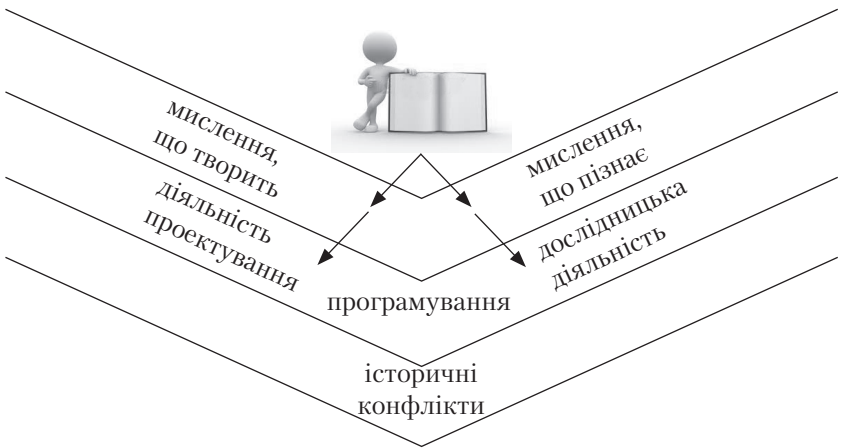 мислення,
що творить
мислення,
що пізнає
діяльність
проектування
дослідницька
діяльність
програмування
історичні
конфлікти